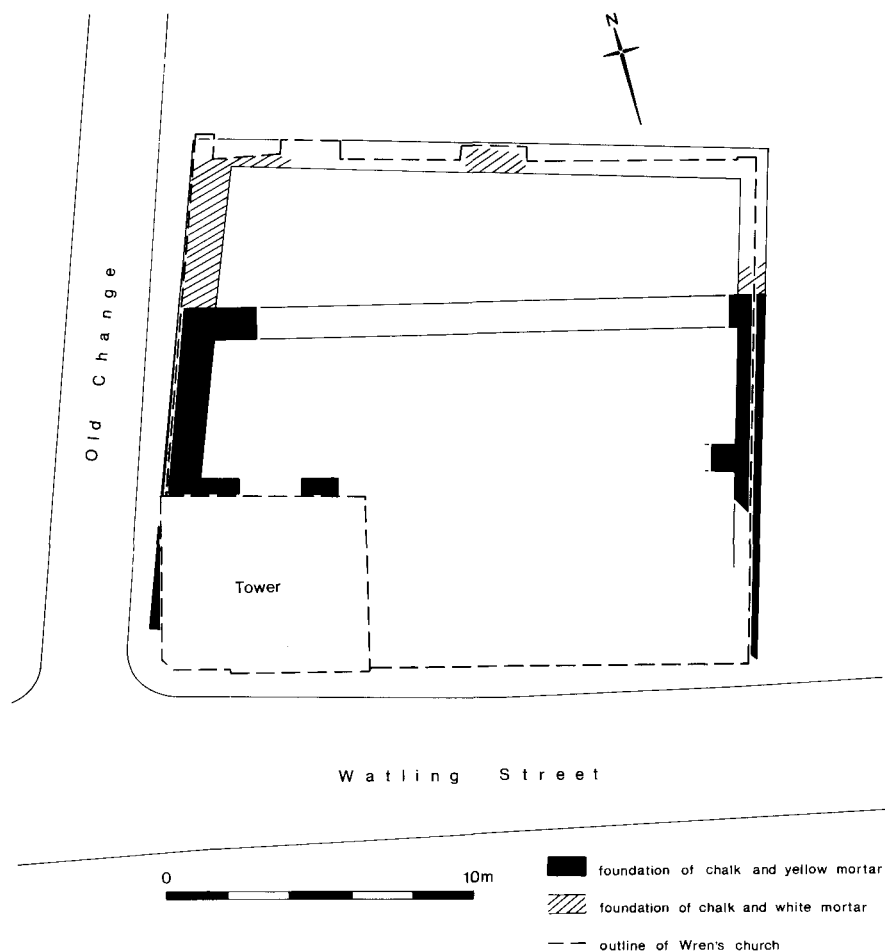 N
Old Change
Tower
Watling Street
0 10m
foundation of chalk and yellow mortar
foundation of chalk and white mortar
outline of Wren's church